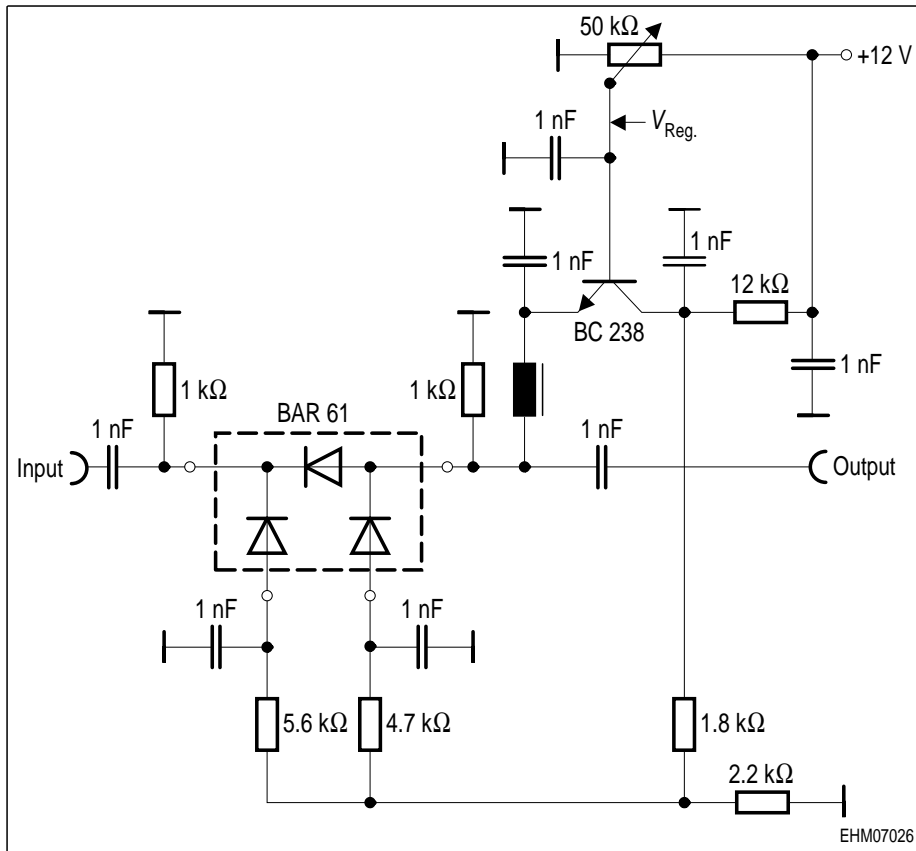 50 kΩ
+12 V
1 nF
VReg.
1 nF
1 nF
12 kΩ
BC 238
1 nF
1 kΩ
1 kΩ
BAR 61
1 nF
1 nF
Input
Output
1 nF
1 nF
5.6 kΩ
4.7 kΩ
1.8 kΩ
2.2 kΩ
EHM07026